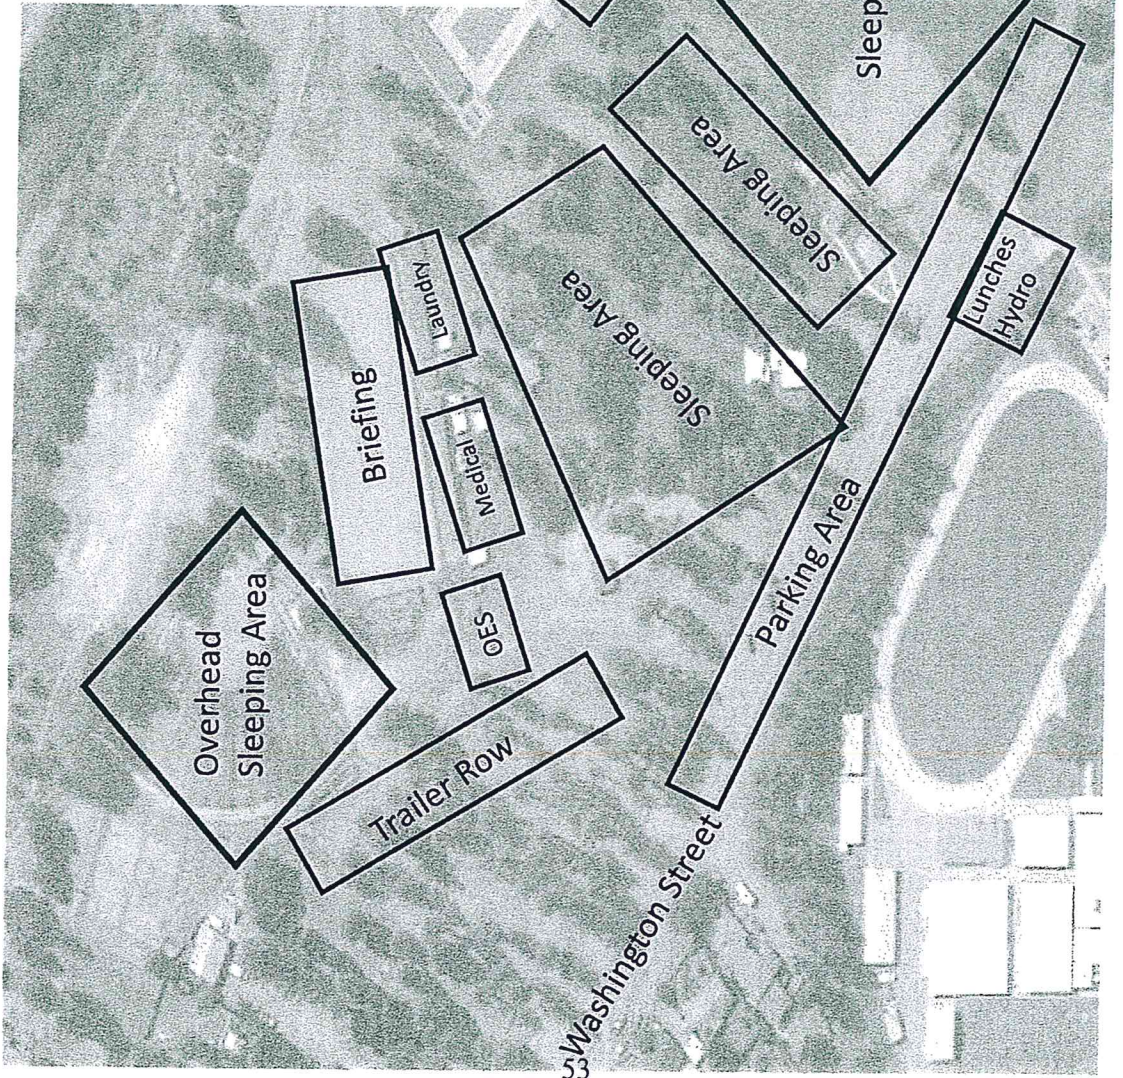 Sleep
Sleeping Area
Sleeping Area
Lunches
Hydro
Laundry
Briefing
Medical
OES
Overhead
Sleeping Area
Trailer Row
Parking Area
Washington Street
53